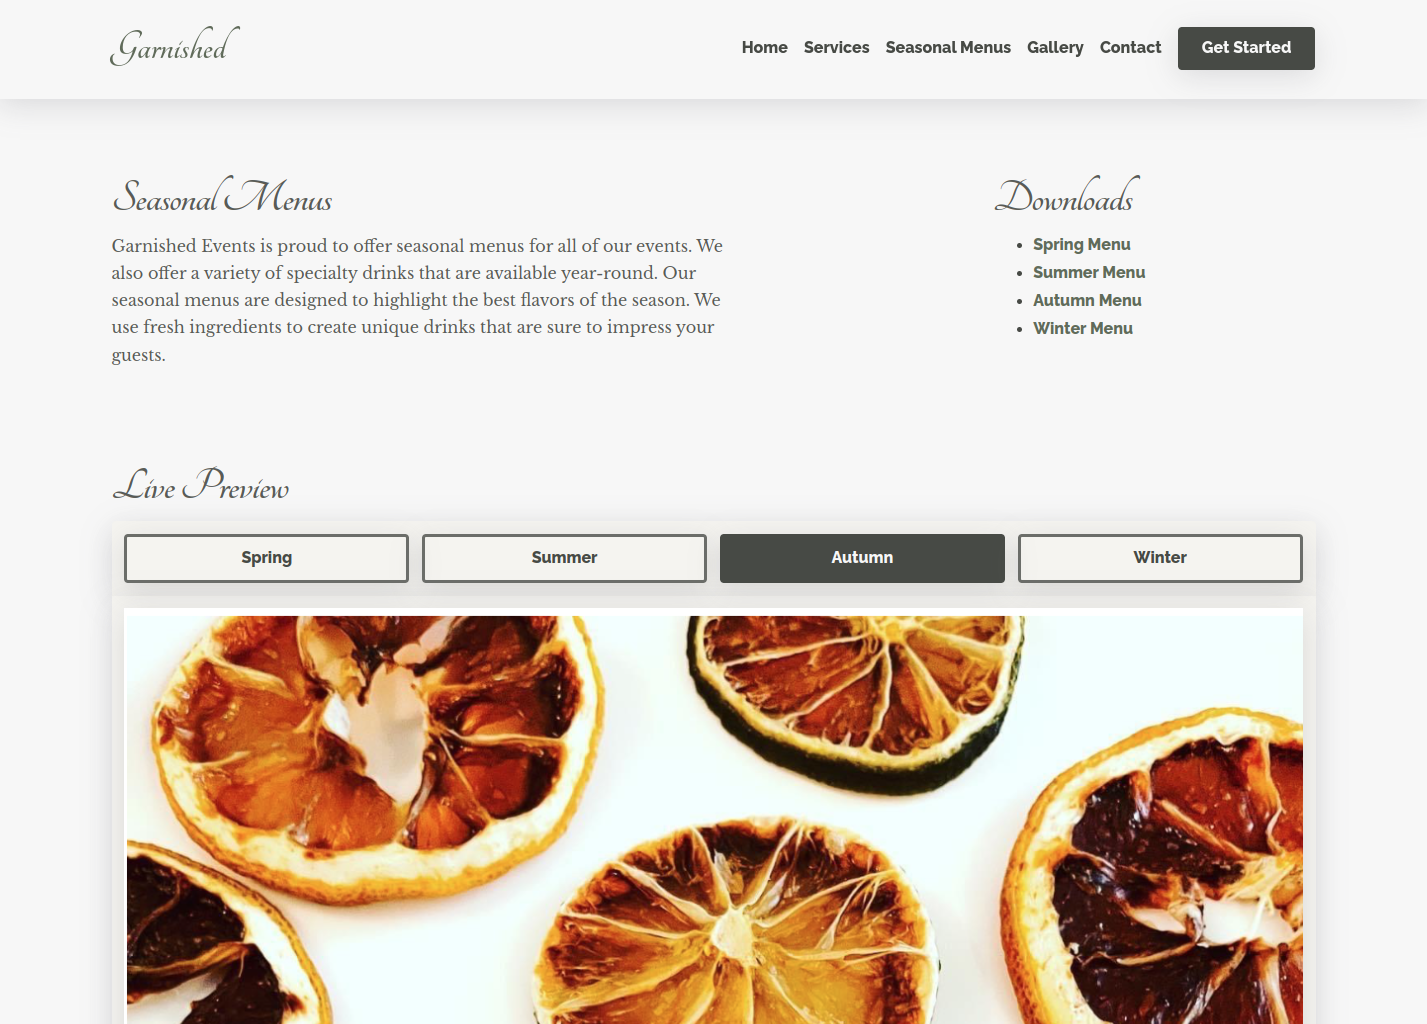 Garnished
Home Services Seasonal Menus Gallery Contact Get Started
Seasonal Menus
Garnished Events is proud to offer seasonal menus for all of our events. We
also offer a variety of specialty drinks that are available year-round. Our
seasonal menus are designed to highlight the best flavors of the season. We
use fresh ingredients to create unique drinks that are sure to impress your
guests.
Downloads
Spring Menu
Summer Menu
Autumn Menu
Winter Menu
Live Preview
Spring Summer Autumn Winter